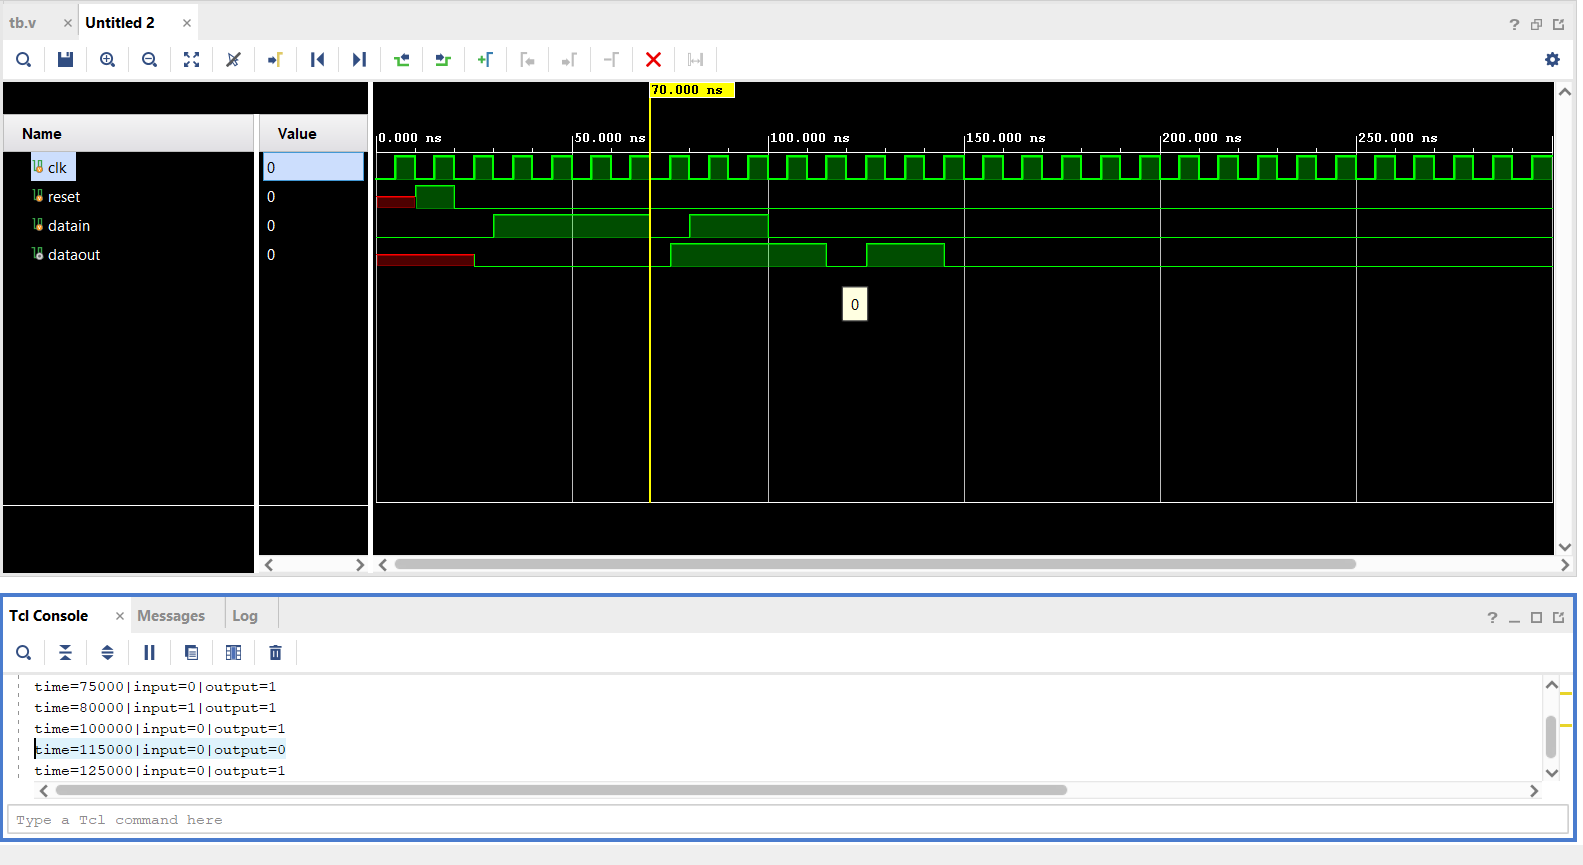 tb.v
Untitled 2
70.000 ns
Name
Value
0.000 ns
50.000 ns
100.000 ns
150.000 ns
200.000 ns
250.000 ns
clk
0
reset
0
datain
0
dataout
0
0
Tcl Console
Messages
Log
time=75000|input=0|output=1
time=80000|input=1|output=1
time=100000|input=0|output=1
time=115000|input=0|output=0
time=125000|input=0|output=1
Type a Tcl command here